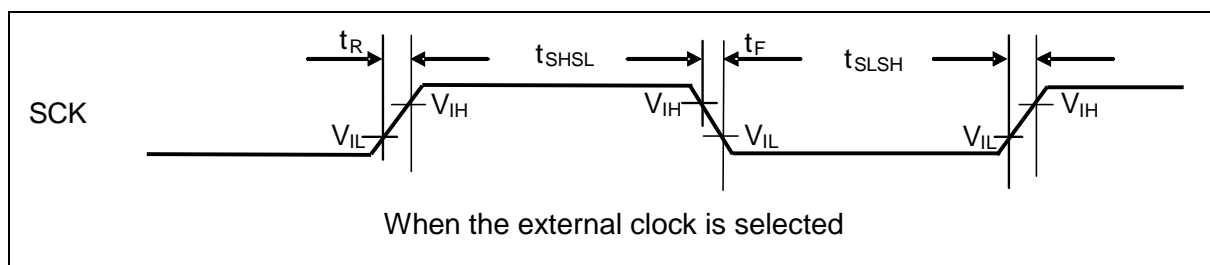 tR tSHSL tF tSLSH
SCK VIH VIH VIH
VIL VIL VIL
When the external clock is selected